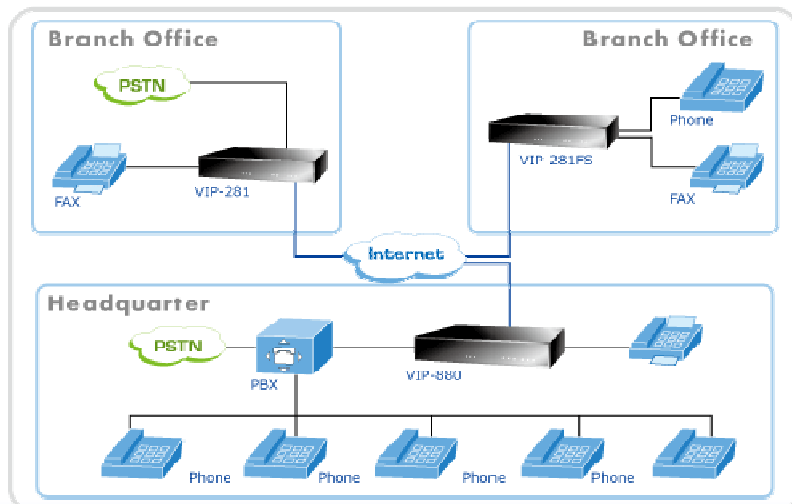 Branch Office
PSTN
FAX
VIP-281
Branch Office
Phone
VIP 281FS
FAX
Internet
Headquarter
PSTN
PBX
VIP-880
Phone
Phone
Phone
Phone